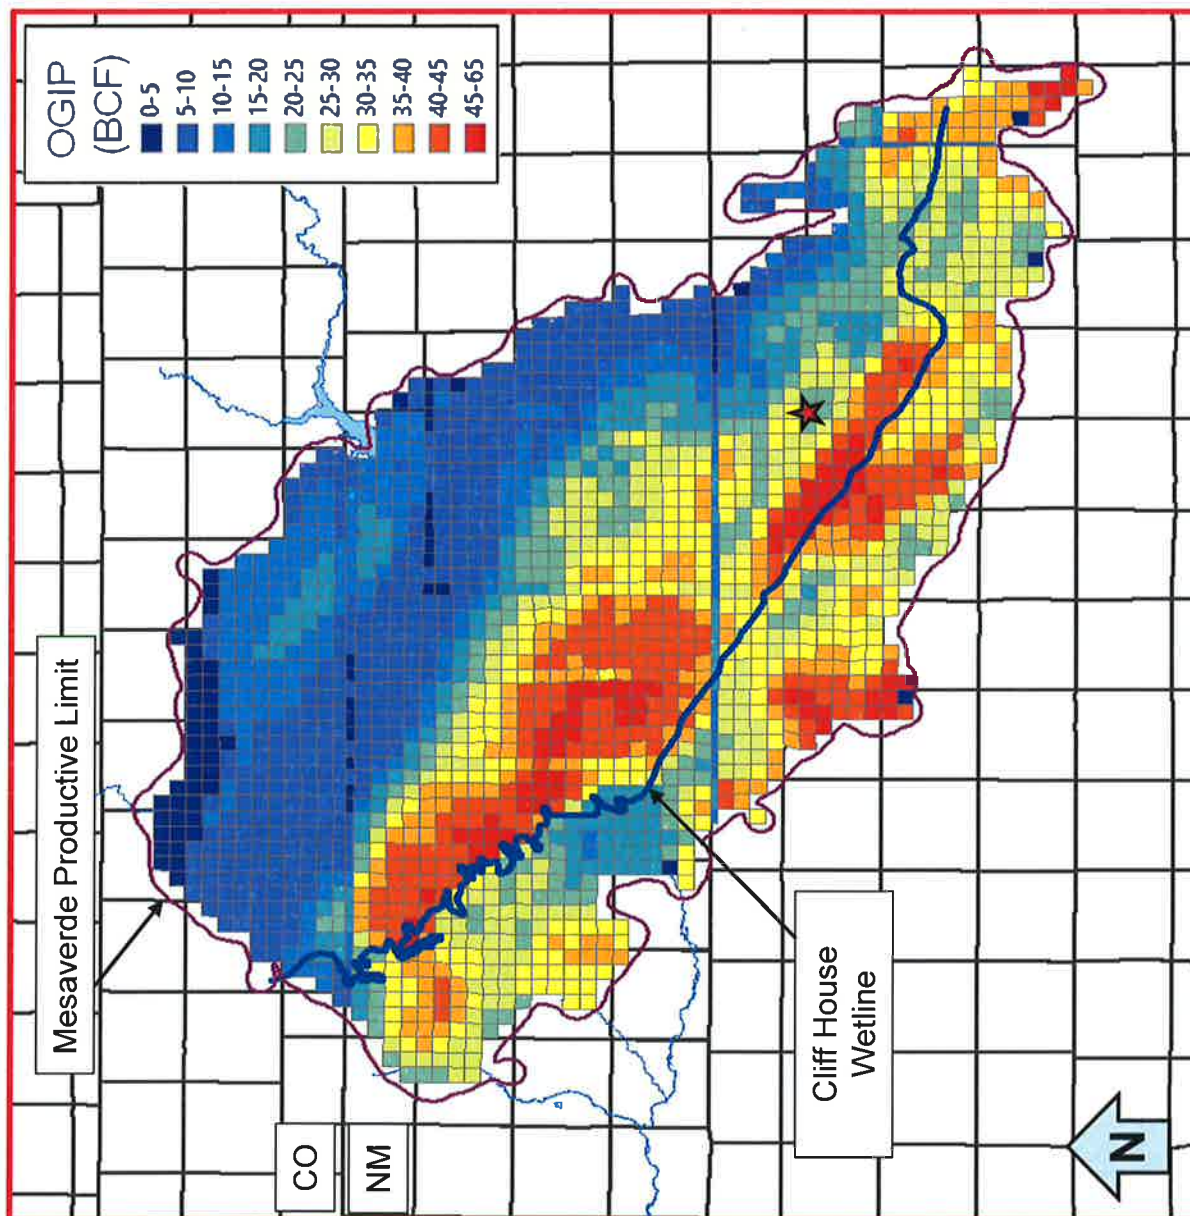 OGIP
(BCF)
0-5
5-10
10-15
15-20
20-25
25-30
30-35
35-40
40-45
45-65
Mesaverde Productive Limit
CO
NM
Cliff House
Wetline
N